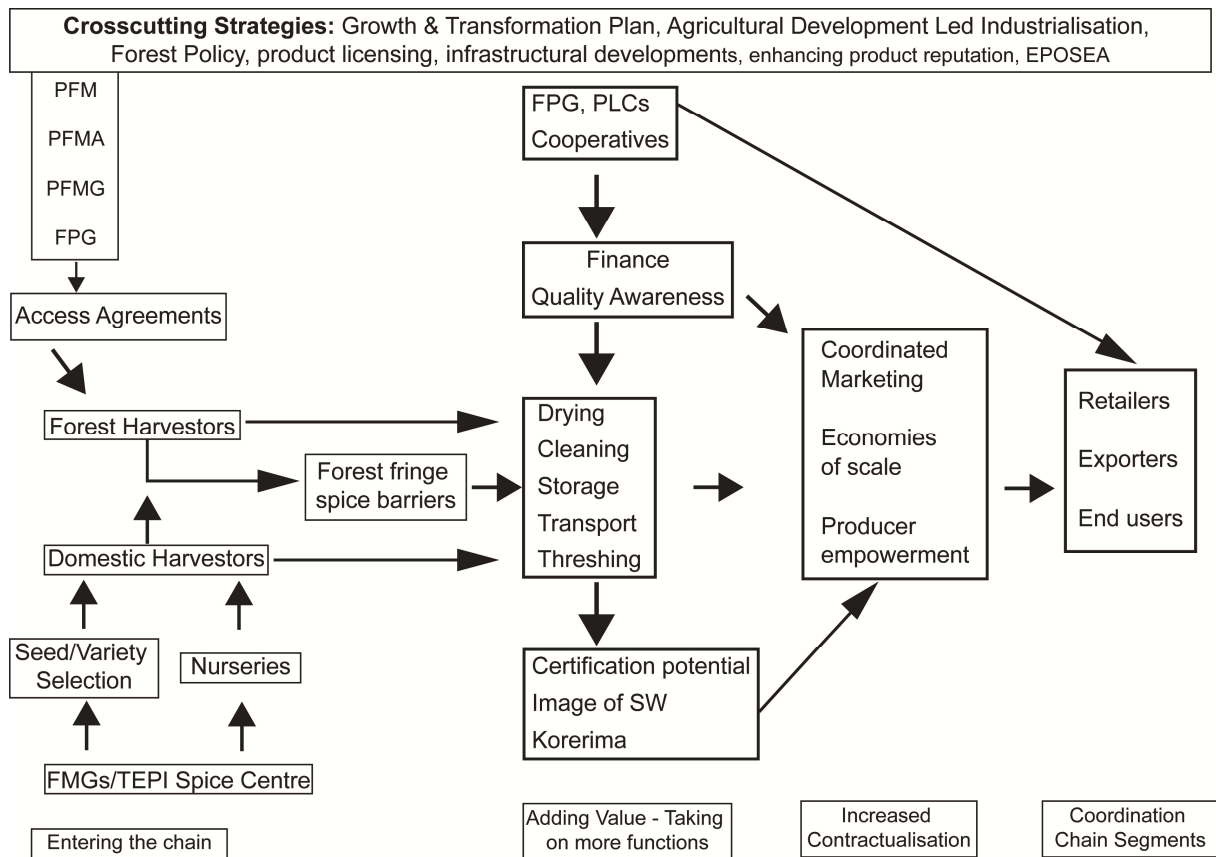 Crosscutting Strategies: Growth & Transformation Plan, Agricultural Development Led Industrialisation,
Forest Policy, product licensing, infrastructural developments, enhancing product reputation, EPOSEA
PFM
PFMA
PFMG
FPG
Access Agreements
Forest Harvestors
Forest fringe
spice barriers
Domestic Harvestors
Seed/Variety
Selection
Nurseries
FMGs/TEPI Spice Centre
Entering the chain
FPG, PLCs
Cooperatives
Finance
Quality Awareness
Drying
Cleaning
Storage
Transport
Threshing
Certification potential
Image of SW
Korerima
Adding Value - Taking
on more functions
Coordinated
Marketing
Economies
of scale
Producer
empowerment
Increased
Contractualisation
Retailers
Exporters
End users
Coordination
Chain Segments